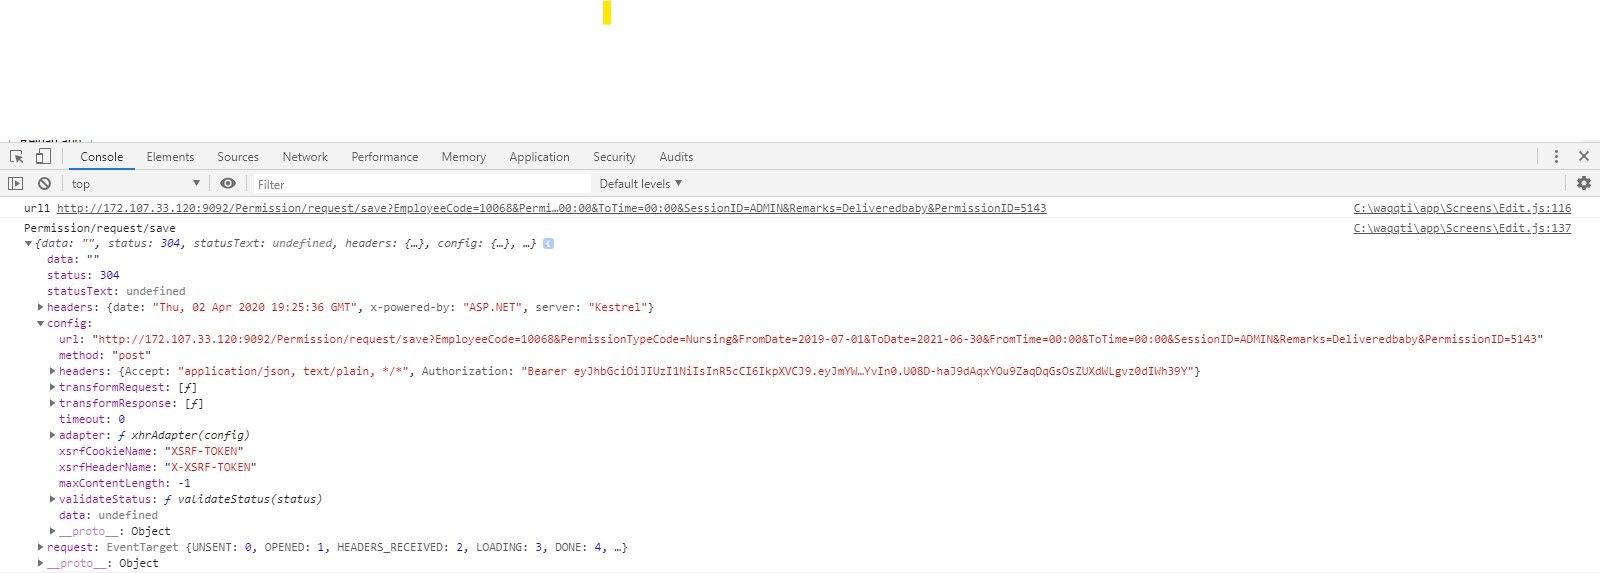 Console Elements Sources Network Performance Memory Application Security Audits
top Filter Default levels
url1 http://172.107.33.120:9092/Permission/request/save?EmployeeCode=10068&Permi…00:00&ToTime=00:00&SessionID=ADMIN&Remarks=Deliveredbaby&PermissionID=5143 C:\waqqti\app\Screens\Edit.js:116
Permission/request/save C:\waqqti\app\Screens\Edit.js:137
{data: "", status: 304, statusText: undefined, headers: {…}, config: {…}, …}
data: ""
status: 304
statusText: undefined
headers: {date: "Thu, 02 Apr 2020 19:25:36 GMT", x-powered-by: "ASP.NET", server: "Kestrel"}
config:
url: "http://172.107.33.120:9092/Permission/request/save?EmployeeCode=10068&PermissionTypeCode=Nursing&FromDate=2019-07-01&ToDate=2021-06-30&FromTime=00:00&ToTime=00:00&SessionID=ADMIN&Remarks=Deliveredbaby&PermissionID=5143"
method: "post"
headers: {Accept: "application/json, text/plain, */*", Authorization: "Bearer eyJhbGciOiJIUzI1NiIsInR5cCI6IkpXVCJ9.eyJmYW…YvIn0.U08D-haJ9dAqxYOu9ZaqDqGsOsZUXdWLgvz0dIWh39Y"}
transformRequest: [ƒ]
transformResponse: [ƒ]
timeout: 0
adapter: ƒ xhrAdapter(config)
xsrfCookieName: "XSRF-TOKEN"
xsrfHeaderName: "X-XSRF-TOKEN"
maxContentLength: -1
validateStatus: ƒ validateStatus(status)
data: undefined
__proto__: Object
request: EventTarget {UNSENT: 0, OPENED: 1, HEADERS_RECEIVED: 2, LOADING: 3, DONE: 4, …}
__proto__: Object